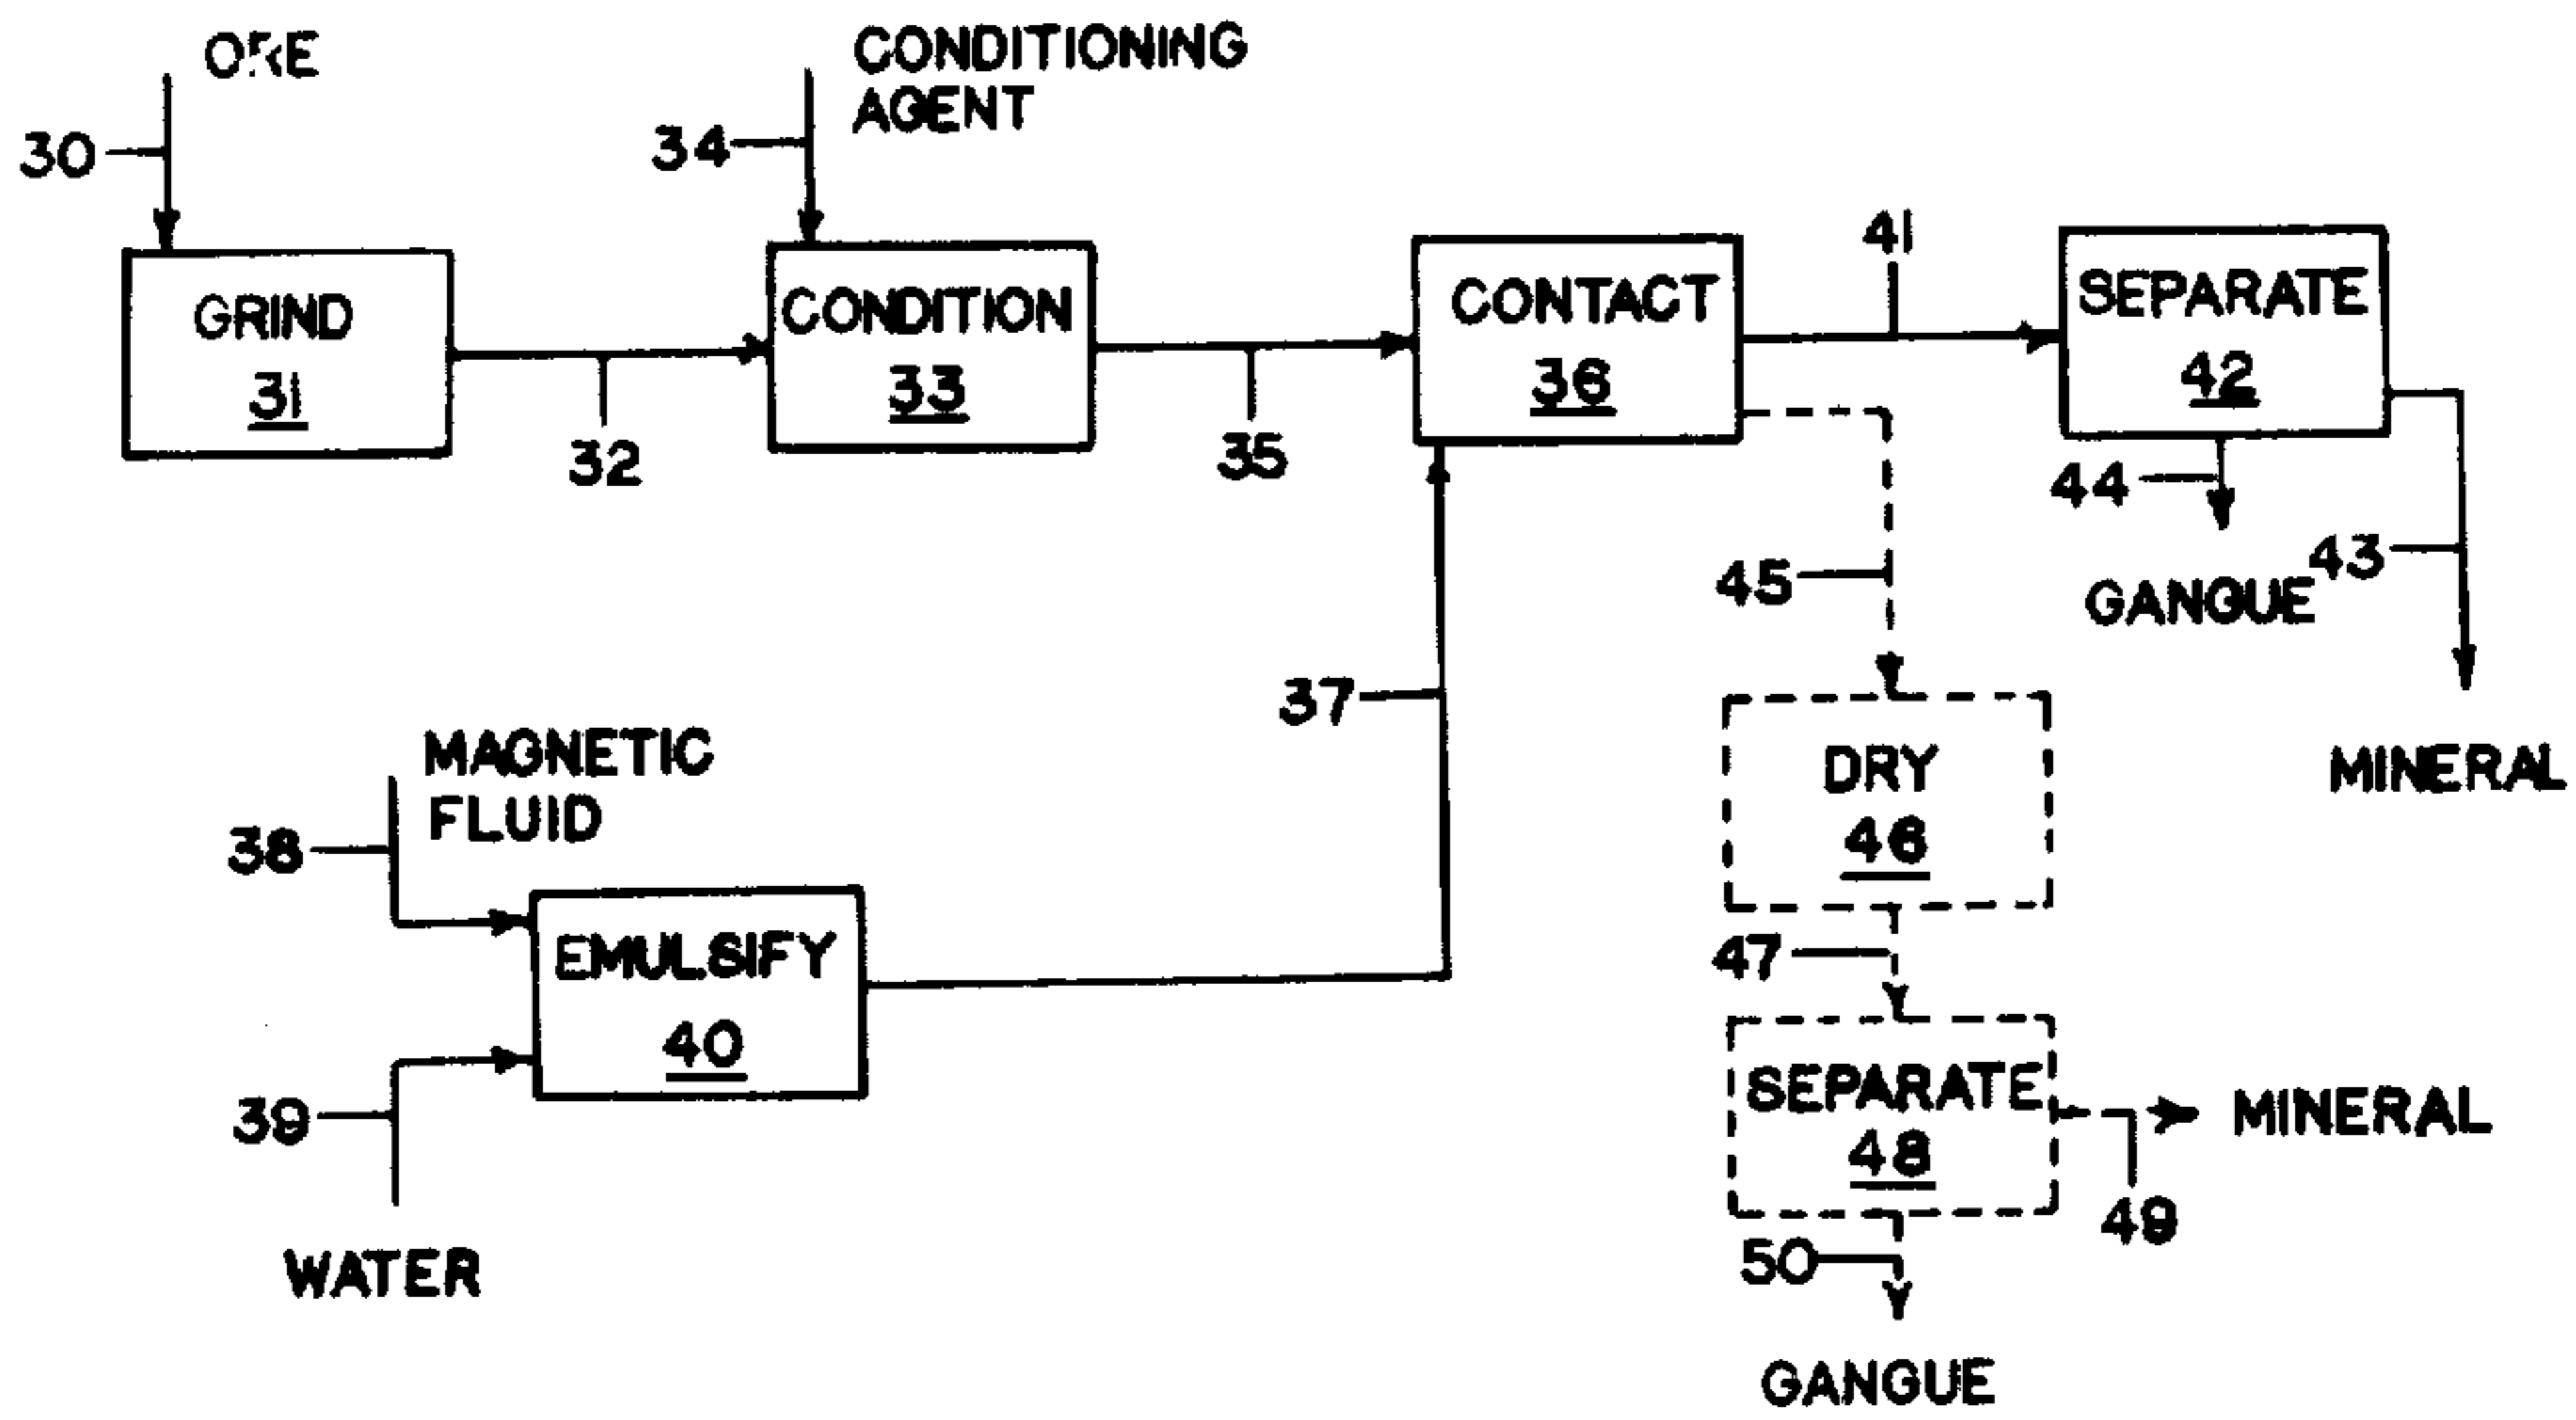 ORE
CONDITIONING
AGENT
30
34
GRIND
31
32
CONDITION
33
35
CONTACT
36
41
SEPARATE
42
44
43
GANGUE
MINERAL
45
37
DRY
46
47
MAGNETIC
FLUID
38
EMULSIFY
40
39
WATER
SEPARATE
48
MINERAL
49
50
GANGUE